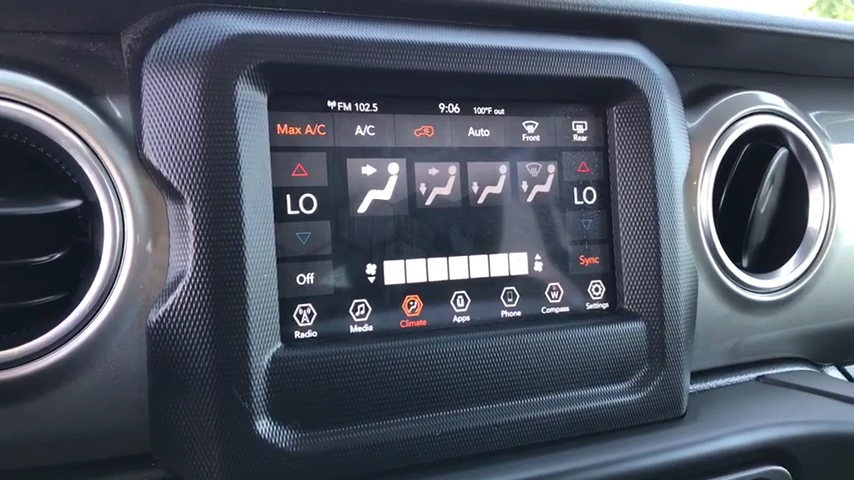 FM 102.5 9:06 100°F out
Max A/C A/C Auto Front Rear
LO LO
Off Sync
Radio Media Climate Apps Phone Compass Settings
W